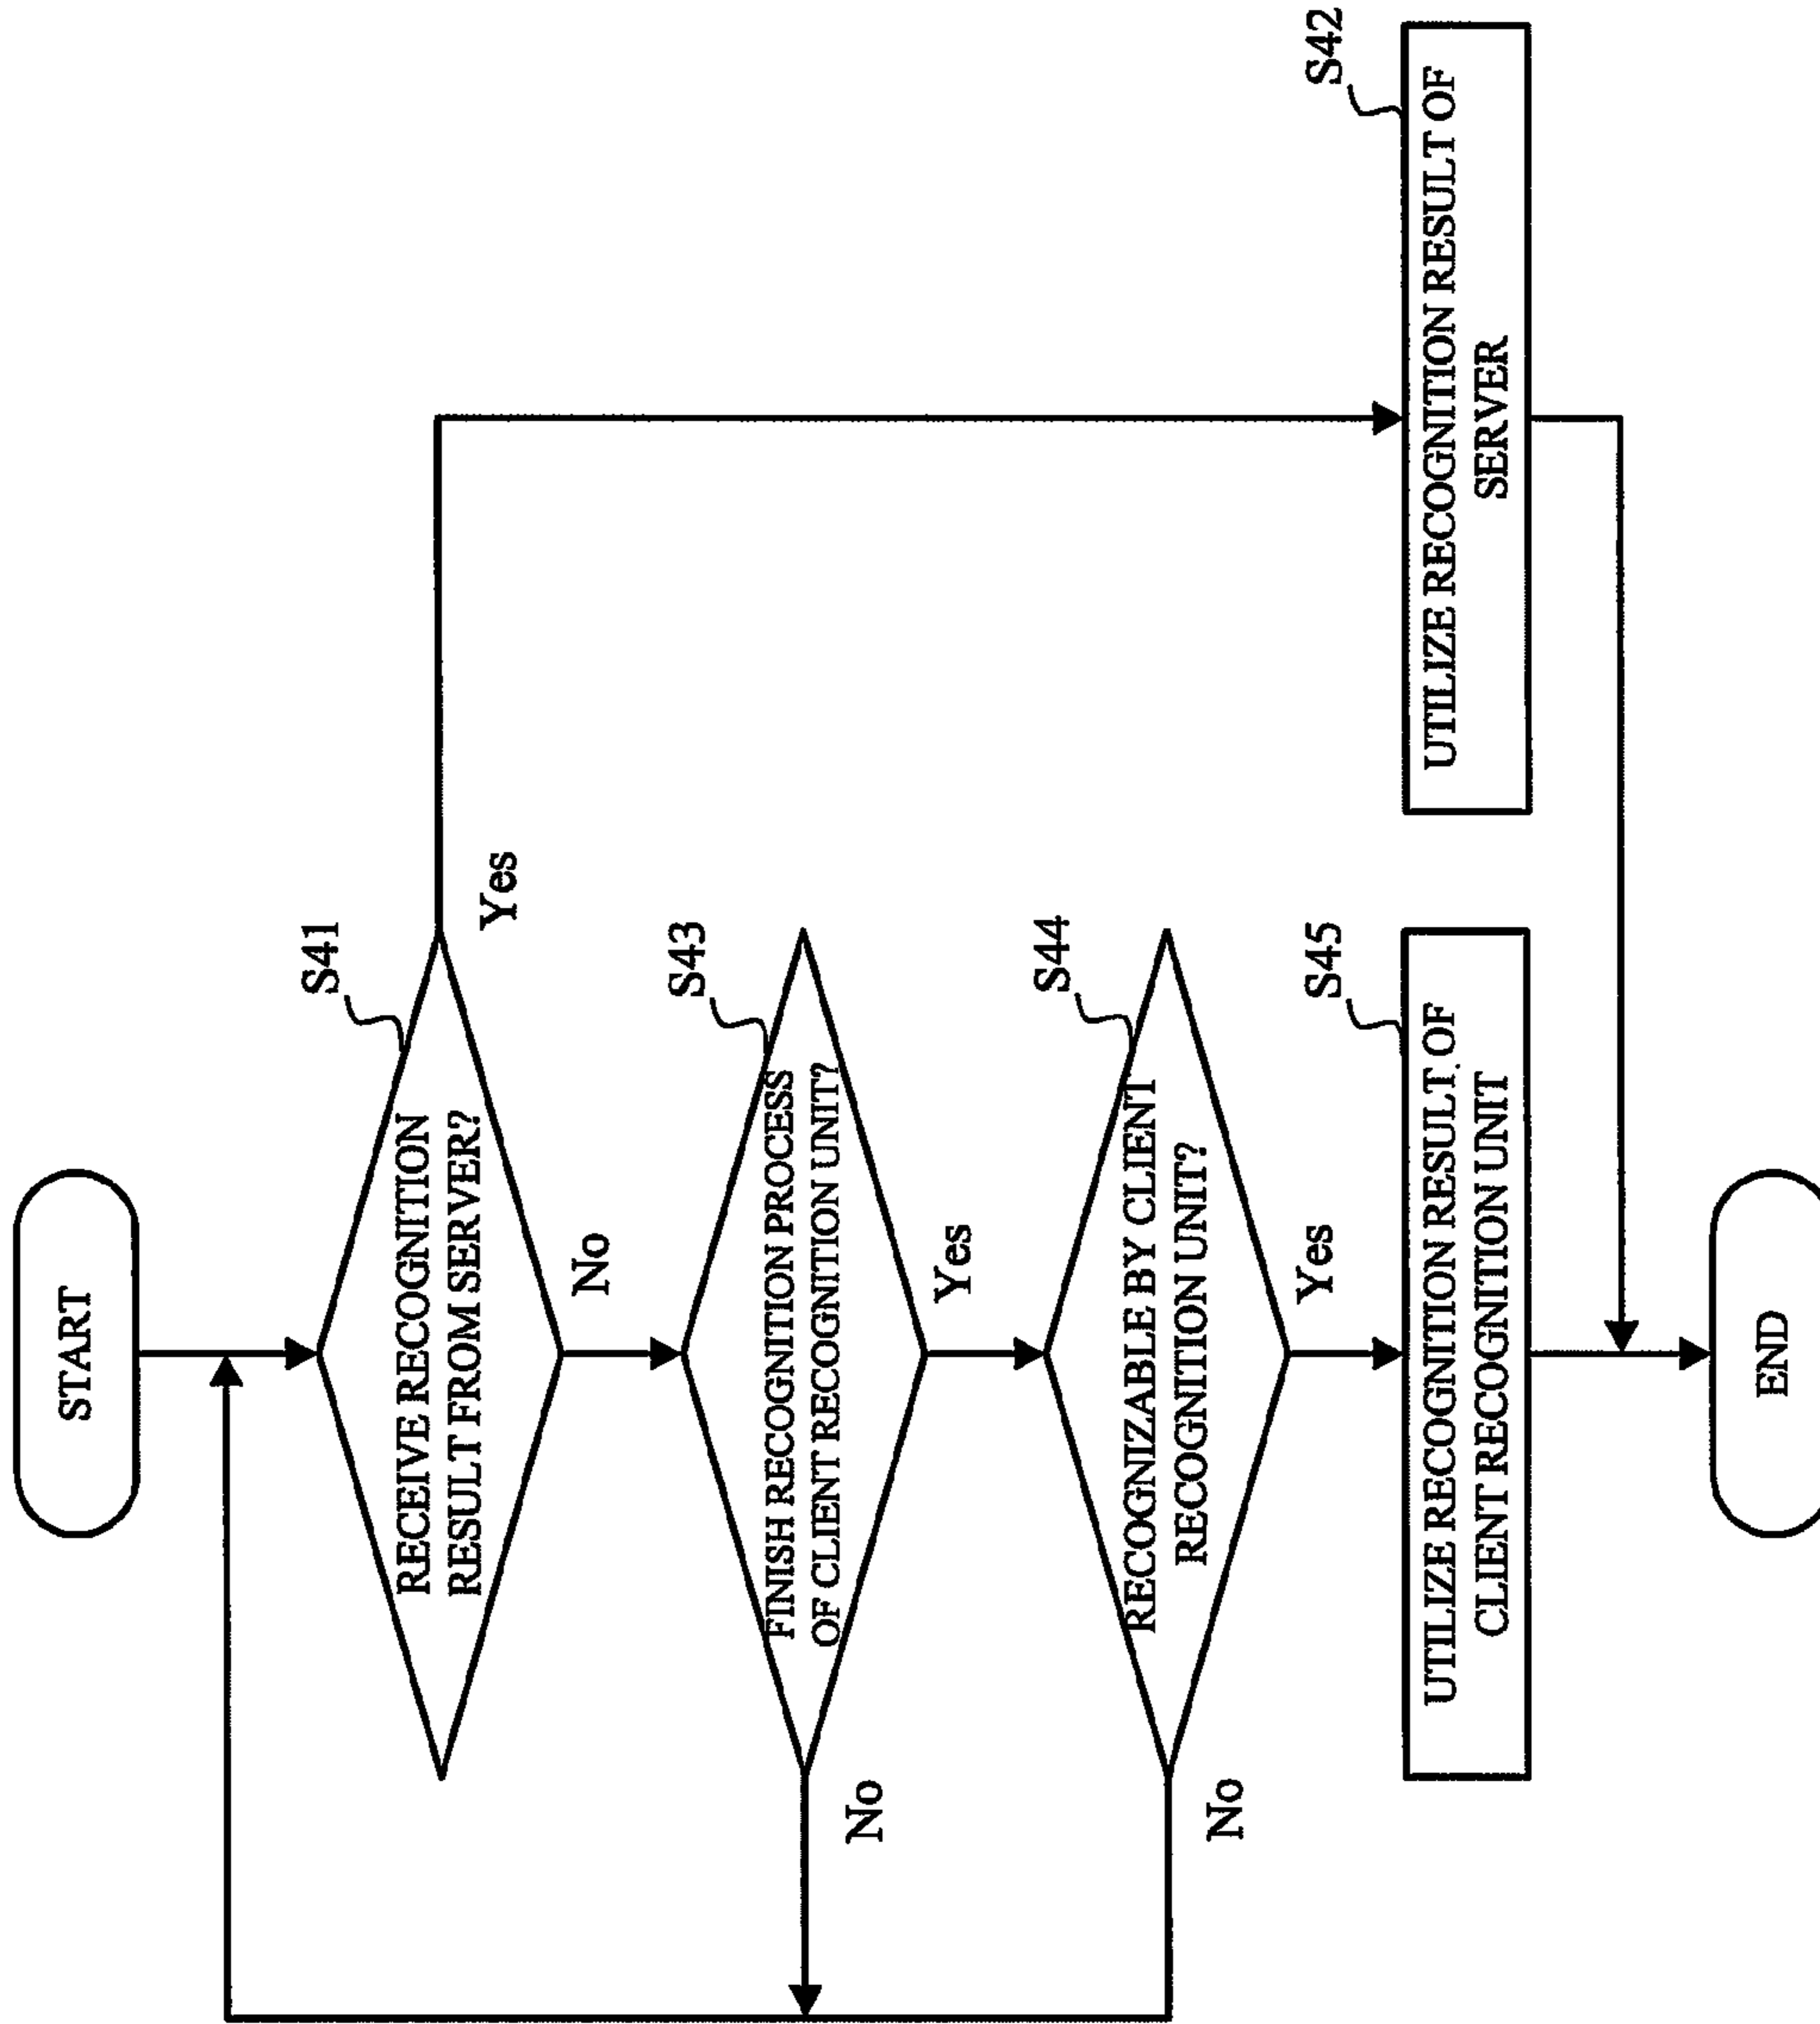 START
S41
RECEIVE RECOGNITION
RESULT FROM SERVER?
Yes
No
S43
FINISH RECOGNITION PROCESS
OF CLIENT RECOGNITION UNIT?
No
Yes
S44
RECOGNIZABLE BY CLIENT
RECOGNITION UNIT?
No
Yes
S45
UTILIZE RECOGNITION RESULT OF
CLIENT RECOGNITION UNIT
S42
UTILIZE RECOGNITION RESULT OF
SERVER
END